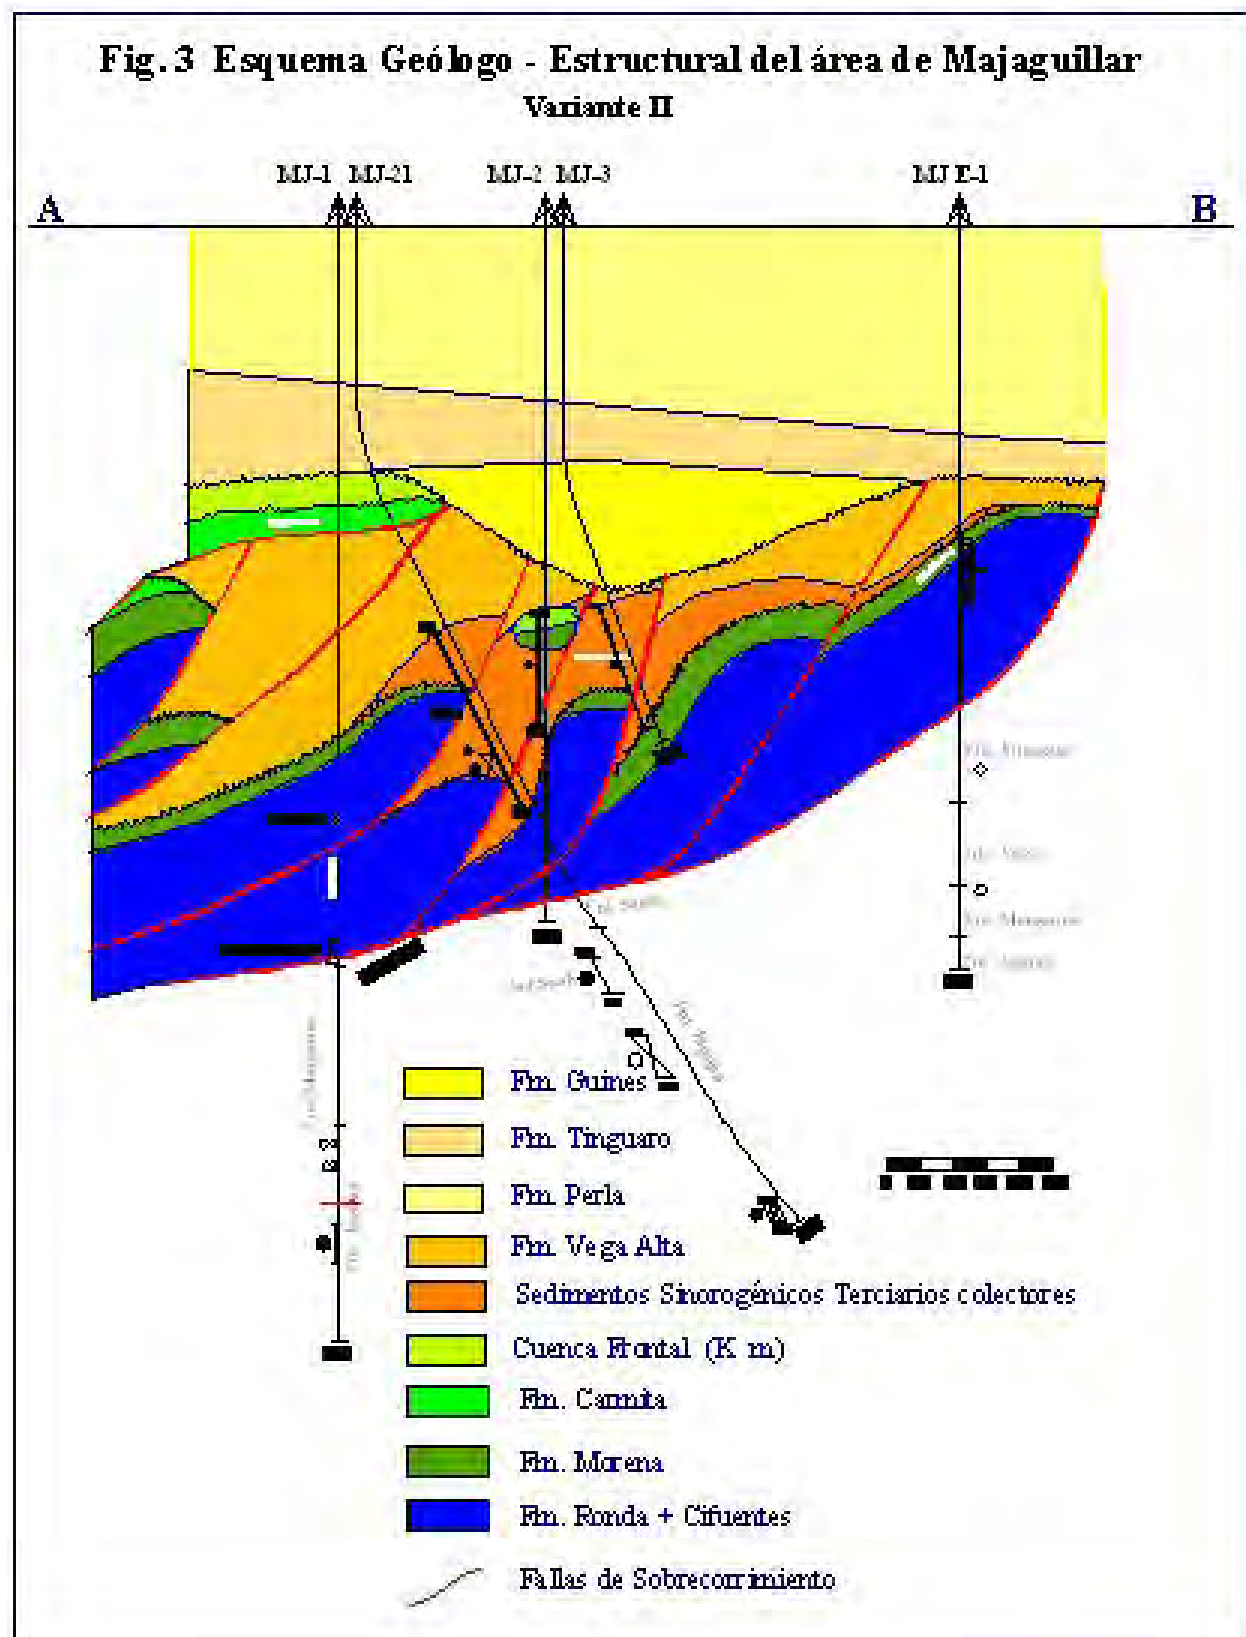 Fig. 3 Esquema Geólogo - Estructural del área de Majaguillar
Variante II
MJ-1 MJ-21 MJ-2 MJ-3 MJ E-1
A B
Fm. Guines
Fm. Tinguaro
Fm. Perla
Fm. Vega Alta
Sedimentos Sinorogénicos Terciarios colectores
Cuenca Frontal (K m)
Fm. Carmita
Fm. Morena
Fm. Ronda + Cifuentes
Fallas de Sobrecorrimiento